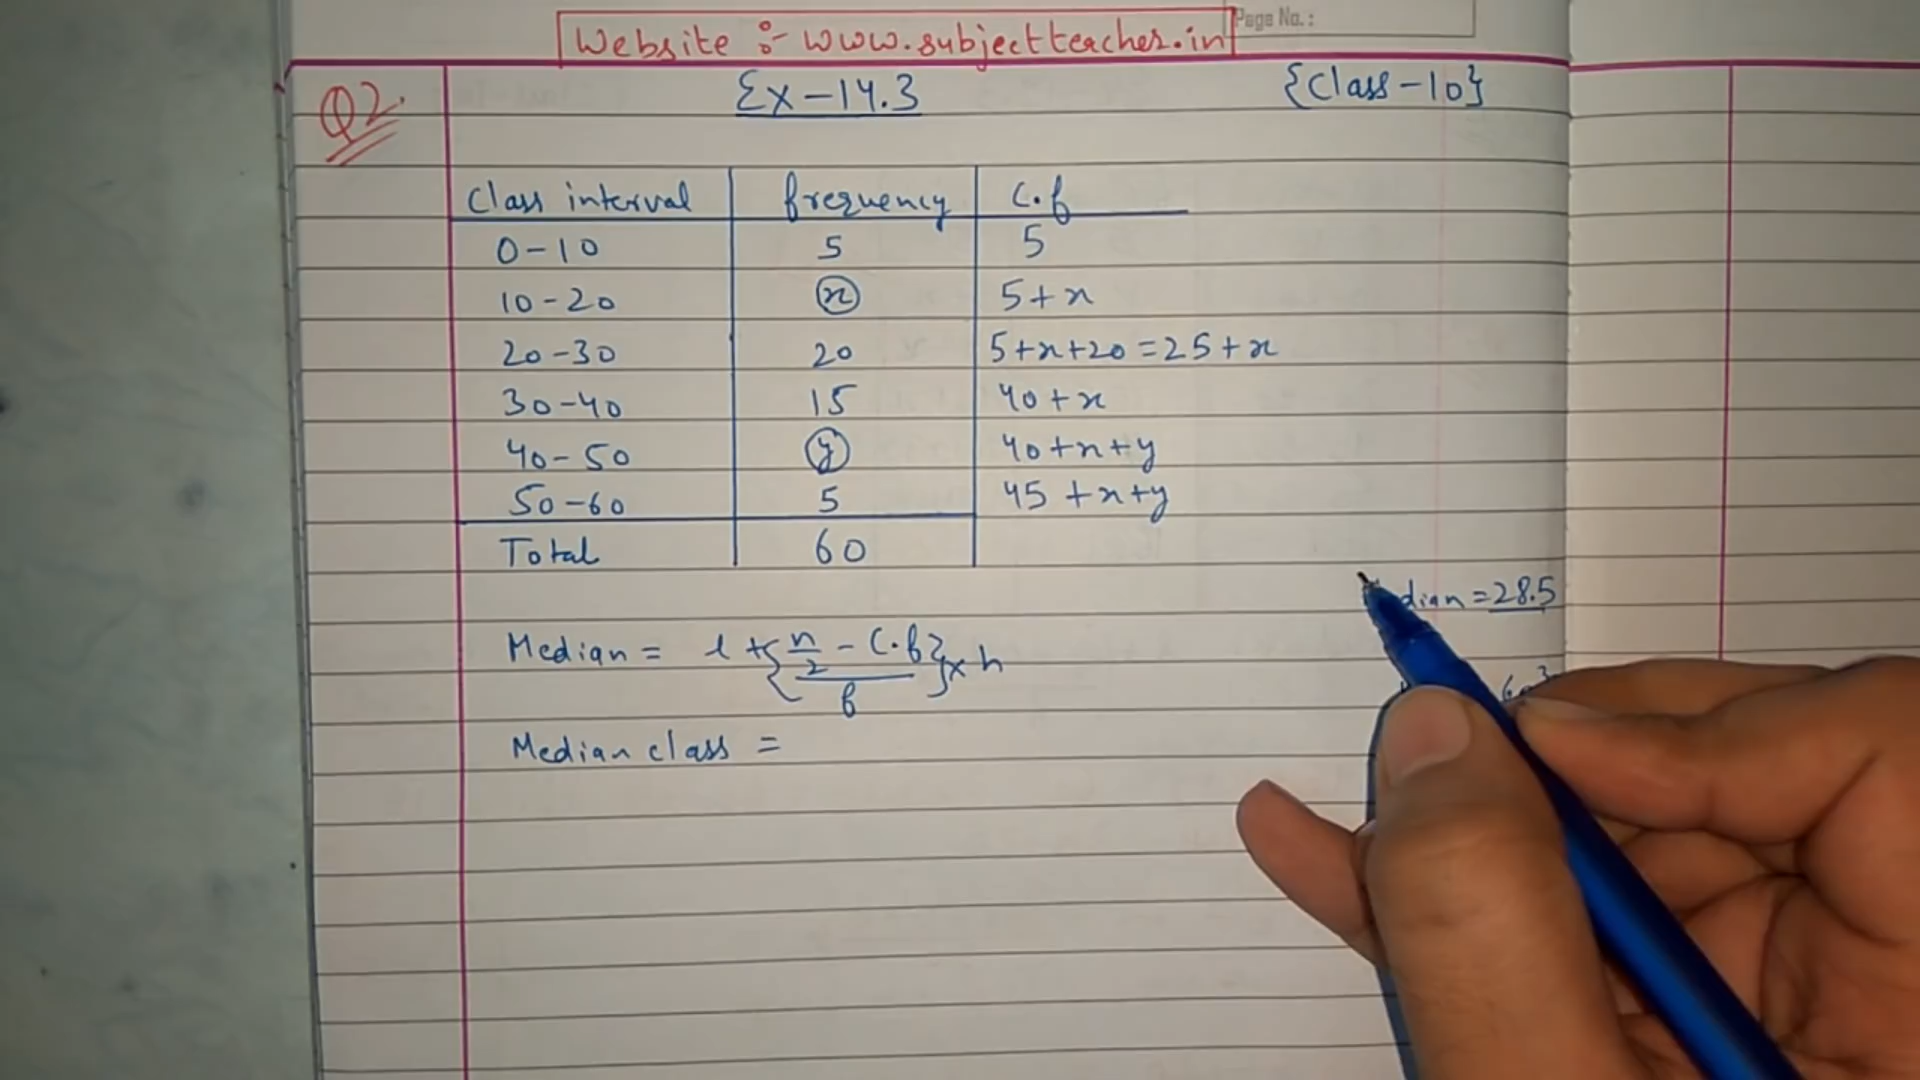 Page No.:
Website :- www.subjectteacher.in
Q2.
Ex-14.3
{Class-10}
Class interval frequency C.f
0-10 5 5
10-20 x 5+x
20-30 20 5+x+20=25+x
30-40 15 40+x
40-50 y 40+x+y
50-60 5 45+x+y
Total 60
=28.5
Median = l+{n/2 - C.f/f}×h
Median class =